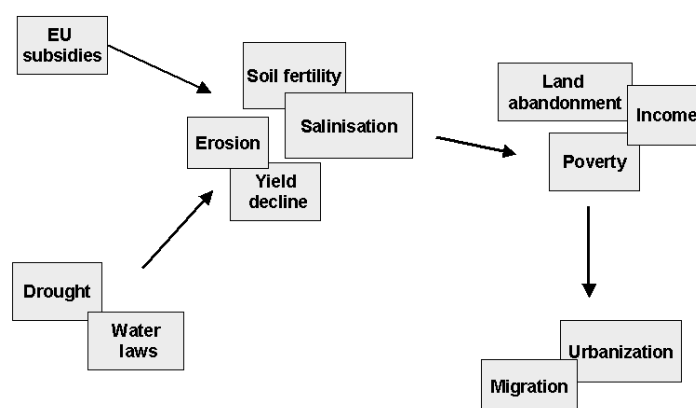 EU
subsidies
Soil fertility
Salinisation
Erosion
Yield
decline
Drought
Water
laws
Land
abandonment
Income
Poverty
Urbanization
Migration